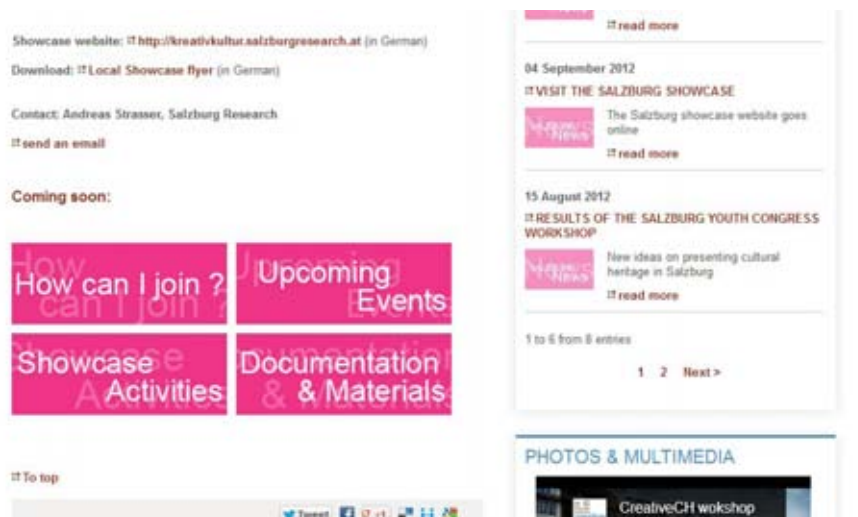 Showcase website: http://kreativkultur.salzburgresearch.at (in German)
Download: Local Showcase flyer (in German)
Contact: Andreas Strasser, Salzburg Research
send an email
Coming soon:
How can I join ?
Upcoming
Events
Showcase
Activities
Documentation
& Materials
To top
Tweet
read more
04 September 2012
VISIT THE SALZBURG SHOWCASE
News
The Salzburg showcase website goes
online
read more
15 August 2012
RESULTS OF THE SALZBURG YOUTH CONGRESS
WORKSHOP
News
New ideas on presenting cultural
heritage in Salzburg
read more
1 to 6 from 8 entries
1 2 Next >
PHOTOS & MULTIMEDIA
CreativeCH wokshop